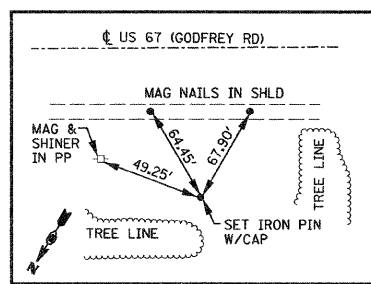 ℄ US 67 (GODFREY RD)
MAG NAILS IN SHLD
MAG &
SHINER
IN PP
64.45'
67.90'
49.25'
TREE LINE
SET IRON PIN
W/CAP
TREE LINE
N